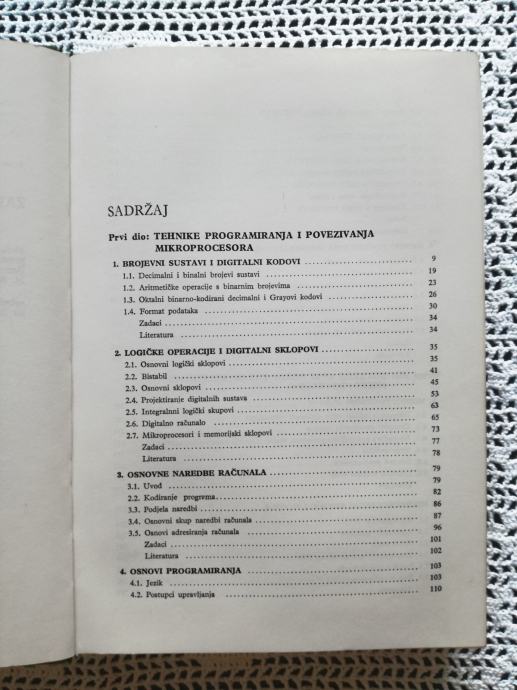 SADRŽAJ
Prvi dio: TEHNIKE PROGRAMIRANJA I POVEZIVANJA
MIKROPROCESORA
1. BROJEVNI SUSTAVI I DIGITALNI KODOVI 9
1.1. Decimalni i binalni brojevi sustavi 19
1.2. Aritmetičke operacije s binarnim brojevima 23
1.3. Oktalni binarno-kodirani decimalni i Grayovi kodovi 26
1.4. Format podataka 30
Zadaci 34
Literatura 34
2. LOGIČKE OPERACIJE I DIGITALNI SKLOPOVI 35
2.1. Osnovni logički sklopovi 35
2.2. Bistabil 41
2.3. Osnovni sklopovi 45
2.4. Projektiranje digitalnih sustava 53
2.5. Integralnni logički skupovi 63
2.6. Digitalno računalo 65
2.7. Mikroprocesori i memorijski sklopovi 73
Zadaci 77
Literatura 78
3. OSNOVNE NAREDBE RAČUNALA 79
3.1. Uvod 79
2.2. Kodiranje progrema 82
3.3. Podjela naredbi 86
3.4. Osnovni skup naredbi računala 87
3.5. Osnovi adresiranja računala 96
Zadaci 101
Literatura 102
4. OSNOVI PROGRAMIRANJA 103
4.1. Jezik 103
4.2. Postupci upravljanja 110